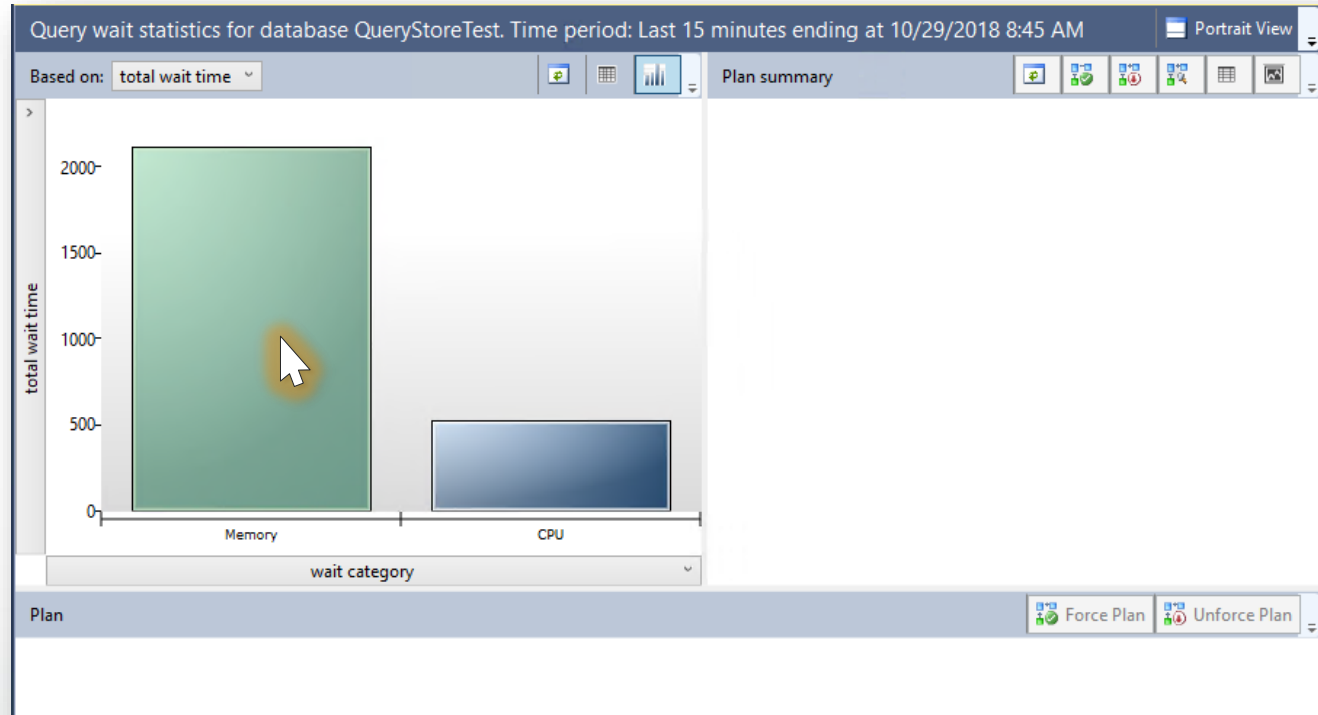 Query wait statistics for database QueryStoreTest. Time period: Last 15 minutes ending at 10/29/2018 8:45 AM
Portrait View
Based on: total wait time
Plan summary
total wait time
2000
1500
1000
500
0
Memory
CPU
wait category
Plan
Force Plan
Unforce Plan